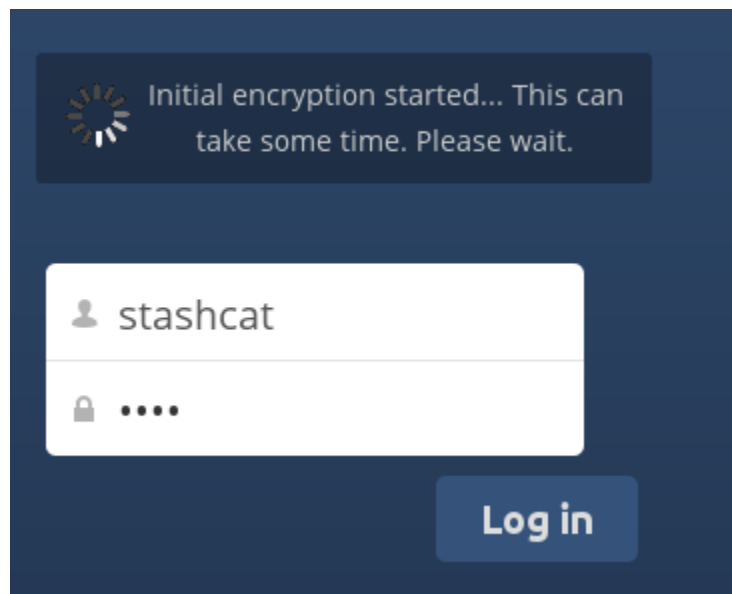 Initial encryption started... This can
take some time. Please wait.
stashcat
••••
Log in